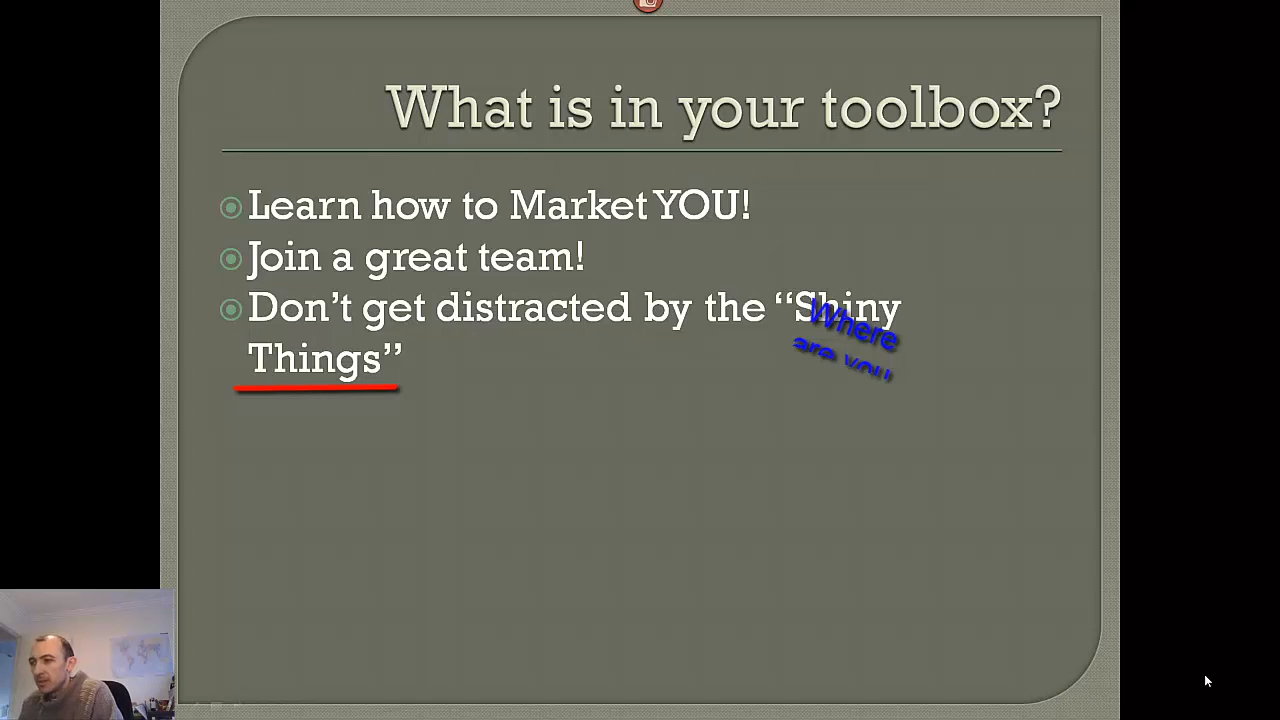 What is in your toolbox?
Learn how to Market YOU!
Join a great team!
Don't get distracted by the “Shiny
Things”
Where
are you